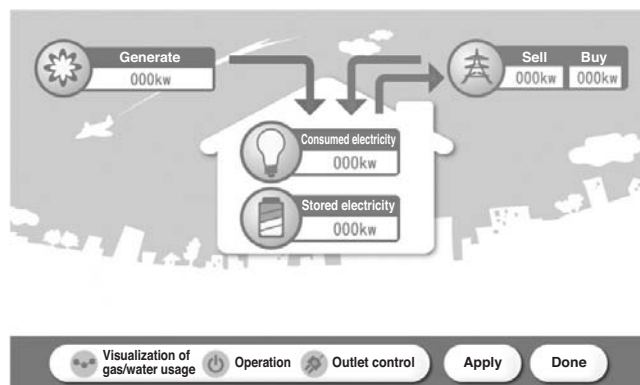 Generate
000kw
Sell Buy
000kw 000kw
Consumed electricity
000kw
Stored electricity
000kw
Visualization of
gas/water usage
Operation
Outlet control
Apply
Done